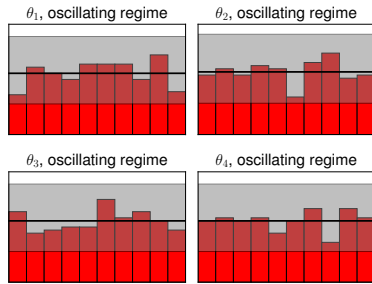 θ₁, oscillating regime
θ₂, oscillating regime
θ₃, oscillating regime
θ₄, oscillating regime